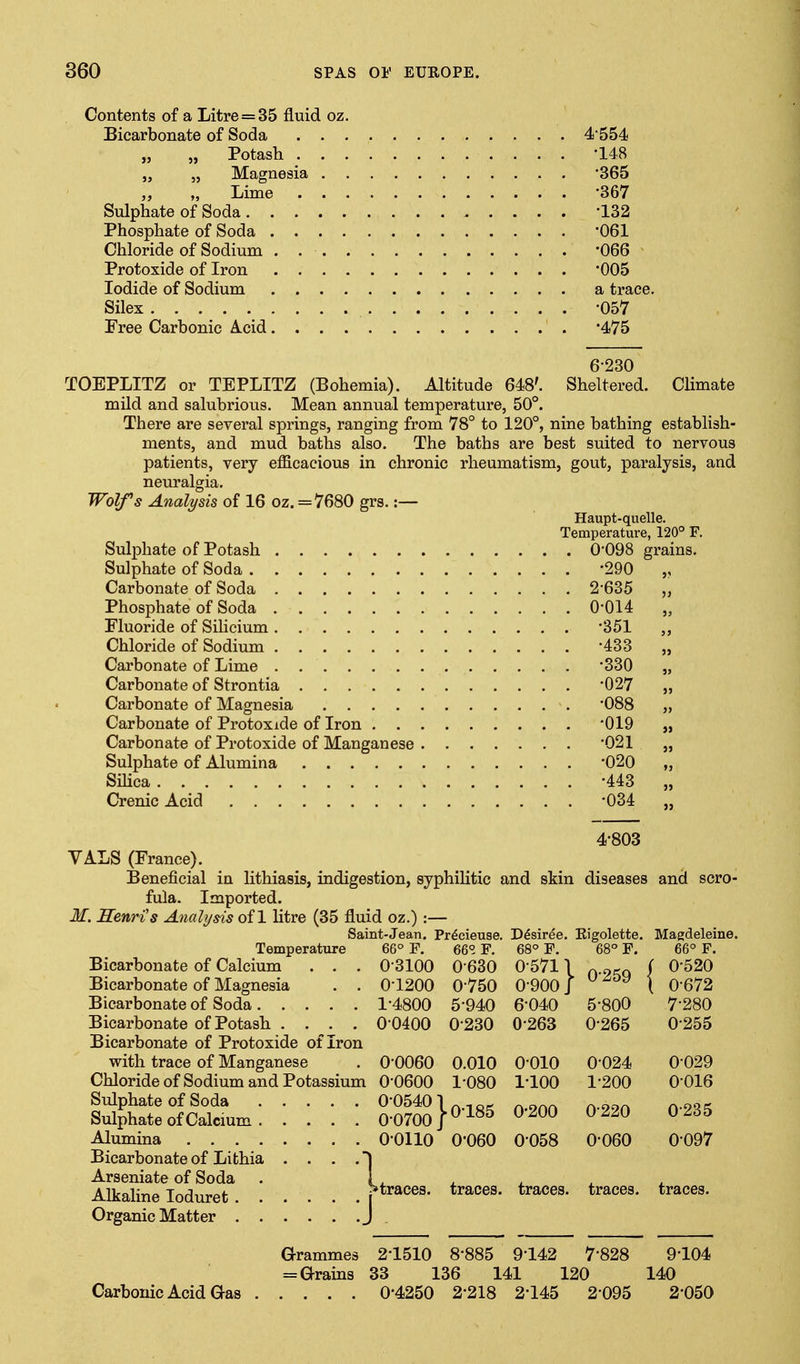 360 SPAS OF EUROPE.
Contents of a Litre = 35 fluid oz.
Bicarbonate of Soda . . . . . . . . . . . . 4·554
„ „ Potash . . . . . . . . . . . . ·148
„ „ Magnesia . . . . . . . . . . . ·365
„ „ Lime . . . . . . . . . . . . ·367
Sulphate of Soda . . . . . . . . . . . . . ·132
Phosphate of Soda . . . . . . . . . . . . . ·061
Chloride of Sodium . . . . . . . . . . . . . ·066
Protoxide of Iron . . . . . . . . . . . . . ·005
Iodide of Sodium . . . . . . . . . . . . . a trace.
Silex . . . . . . . . . . . . . . . . . . ·057
Free Carbonic Acid . . . . . . . . . . . . . ·475
6·230
TOEPLITZ or TEPLITZ (Bohemia). Altitude 648'. Sheltered. Climate
mild and salubrious. Mean annual temperature, 50°.
There are several springs, ranging from 78° to 120°, nine bathing establish-
ments, and mud baths also. The baths are best suited to nervous
patients, very efficacious in chronic rheumatism, gout, paralysis, and
neuralgia.
Wolf's Analysis of 16 oz. = 7680 grs. :—
Haupt-quelle.
Temperature, 120° F.
Sulphate of Potash . . . . . . . . . . . . . 0·098 grains.
Sulphate of Soda . . . . . . . . . . . . . . ·290 „
Carbonate of Soda . . . . . . . . . . . . . 2·635 „
Phosphate of Soda . . . . . . . . . . . . . 0·014 „
Fluoride of Silicium . . . . . . . . . . . . . ·351 „
Chloride of Sodium . . . . . . . . . . . . . ·433 „
Carbonate of Lime . . . . . . . . . . . . . ·330 „
Carbonate of Strontia . . . . . . . . . . . . ·027 „
Carbonate of Magnesia . . . . . . . . . . . ·088 „
Carbonate of Protoxide of Iron . . . . . . . . . ·019 „
Carbonate of Protoxide of Manganese . . . . . . . ·021 „
Sulphate of Alumina . . . . . . . . . . . . ·020 „
Silica . . . . . . . . . . . . . . . . . . ·443 „
Crenic Acid . . . . . . . . . . . . . . . ·034 „
4·803
VALS (France).
Beneficial in lithiasis, indigestion, syphilitic and skin diseases and scro-
fula. Imported.
M. Henri's Analysis of 1 litre (35 fluid oz.) :—
Saint-Jean. Précieuse. Désirée. Rigolette. Magdeleine.
Temperature 66° F. 66° F. 68° F. 68° F. 66° F.
Bicarbonate of Calcium . . . 0·3100 0·630 0·571 } 0·259 { 0·520
Bicarbonate of Magnesia . . 0·1200 0·750 0·900 } { 0·672
Bicarbonate of Soda . . . . . 1·4800 5·940 6·040 5·800 7·280
Bicarbonate of Potash . . . . 0·0400 0·230 0·263 0·265 0·255
Bicarbonate of Protoxide of Iron
with trace of Manganese . 0·0060 0.010 0·010 0·024 0·029
Chloride of Sodium and Potassium 0·0600 1·080 1·100 1·200 0·016
Sulphate of Soda . . . . . 0·0540 } 0·185 0·200 0·220 0·235
Sulphate of Calcium . . . . . 0·0700 }
Alumina . . . . . . . . 0·0110 0·060 0·058 0·060 0·097
Bicarbonate of Lithia . . . . }
Arseniate of Soda . }
Alkaline Ioduret . . . . . . } traces. traces. traces. traces. traces.
Organic Matter . . . . . . }
Grammes 2·1510 8·885 9·142 7·828 9·104
= Grains 33 136 141 120 140
Carbonic Acid Gas . . . . . 0·4250 2·218 2·145 2·095 2·050